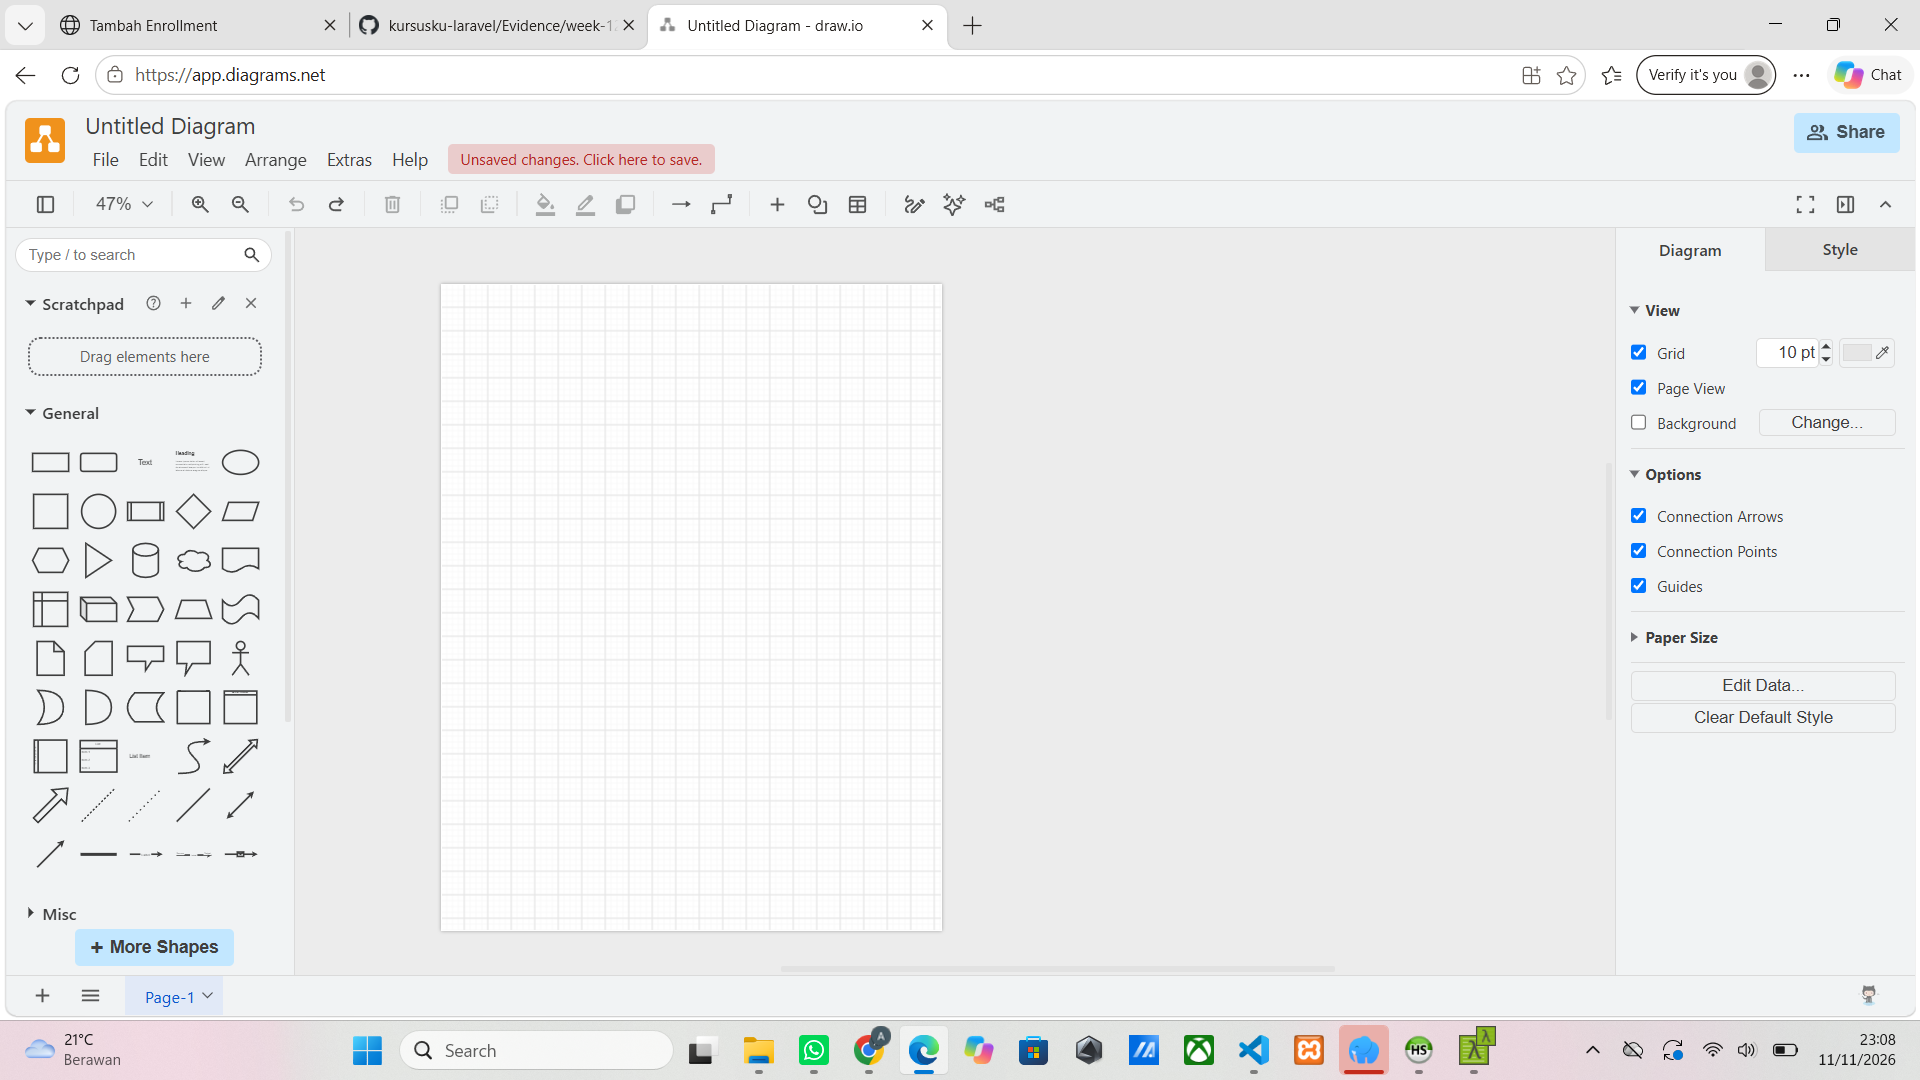 Tambah Enrollment
kursusku-laravel/Evidence/week-1
Untitled Diagram - draw.io
https://app.diagrams.net
Verify it's you
Chat
Untitled Diagram
File Edit View Arrange Extras Help
Unsaved changes. Click here to save.
Share
47%
Type / to search
Scratchpad
Drag elements here
General
Text
Heading
List Item
Misc
+ More Shapes
Page-1
Diagram
Style
View
Grid
10 pt
Page View
Background
Change...
Options
Connection Arrows
Connection Points
Guides
Paper Size
Edit Data...
Clear Default Style
21°C
Berawan
Search
A
HS
23:08
11/11/2026